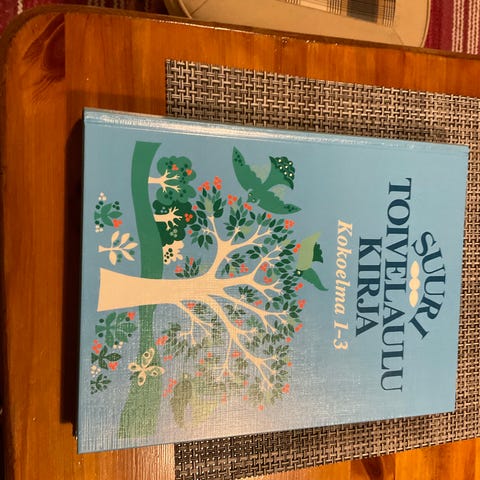 SUURI
TOIVELAULU
KIRJA
Kokoelma 1-3